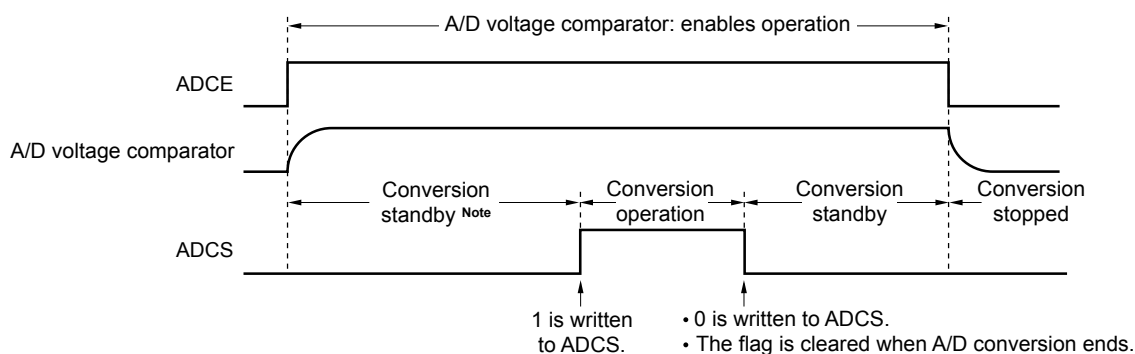 A/D voltage comparator: enables operation
ADCE
A/D voltage comparator
Conversion
standby Note
Conversion
operation
Conversion
standby
Conversion
stopped
ADCS
1 is written
to ADCS.
• 0 is written to ADCS.
• The flag is cleared when A/D conversion ends.